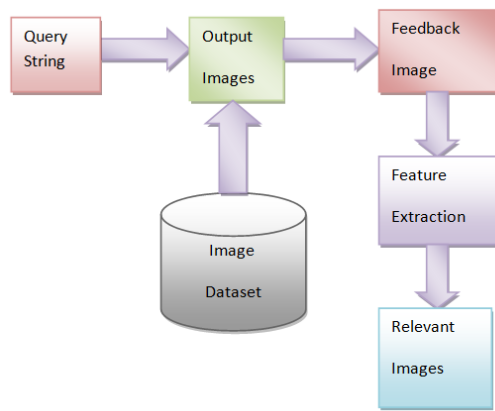 Query
String
Output
Images
Feedback
Image
Feature
Extraction
Image
Dataset
Relevant
Images